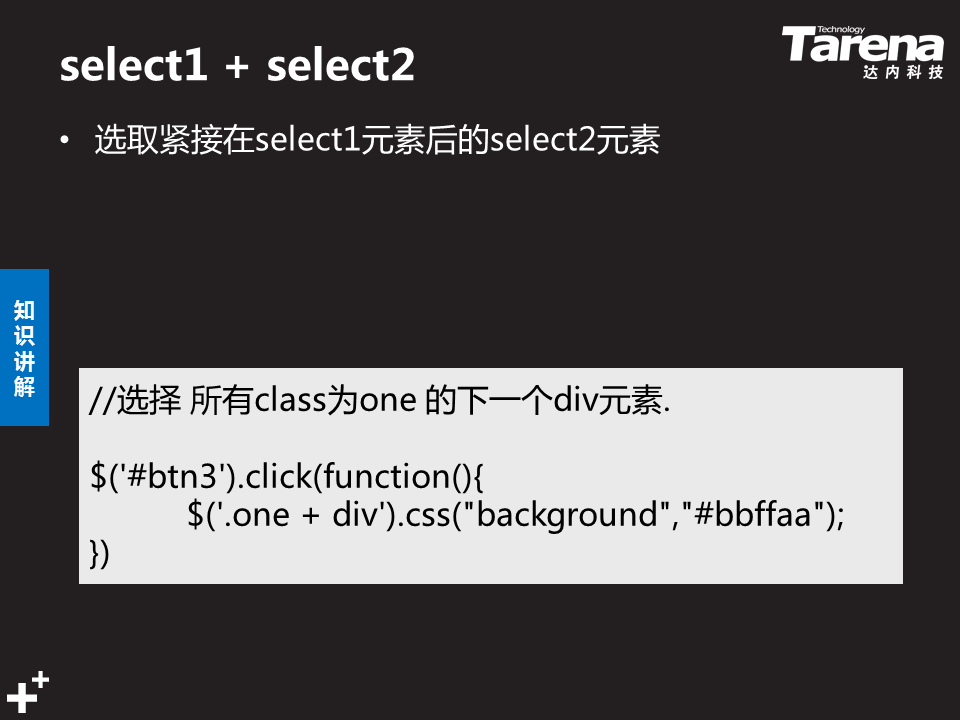 select1 + select2
Technology
Tarena
达内科技
• 选取紧接在select1元素后的select2元素
知
识
讲
解
//选择 所有class为one 的下一个div元素.
$('#btn3').click(function(){
$('.one + div').css("background","#bbffaa");
})